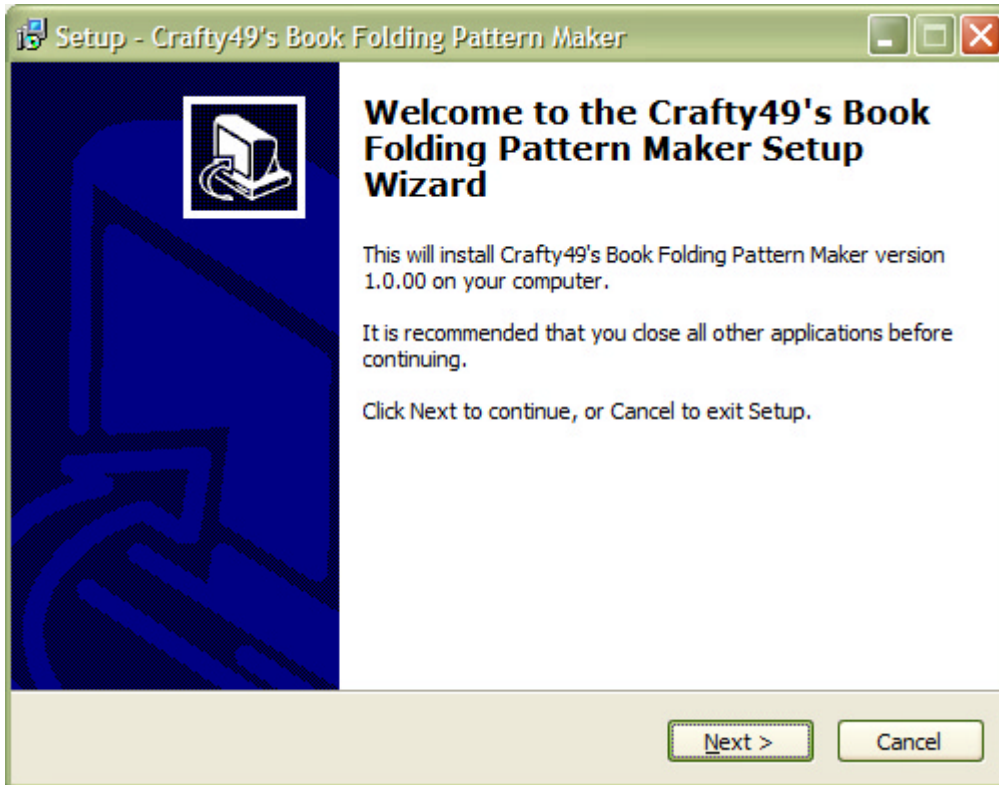 Setup - Crafty49's Book Folding Pattern Maker
Welcome to the Crafty49's Book
Folding Pattern Maker Setup
Wizard
This will install Crafty49's Book Folding Pattern Maker version
1.0.00 on your computer.
It is recommended that you close all other applications before
continuing.
Click Next to continue, or Cancel to exit Setup.
Next >
Cancel